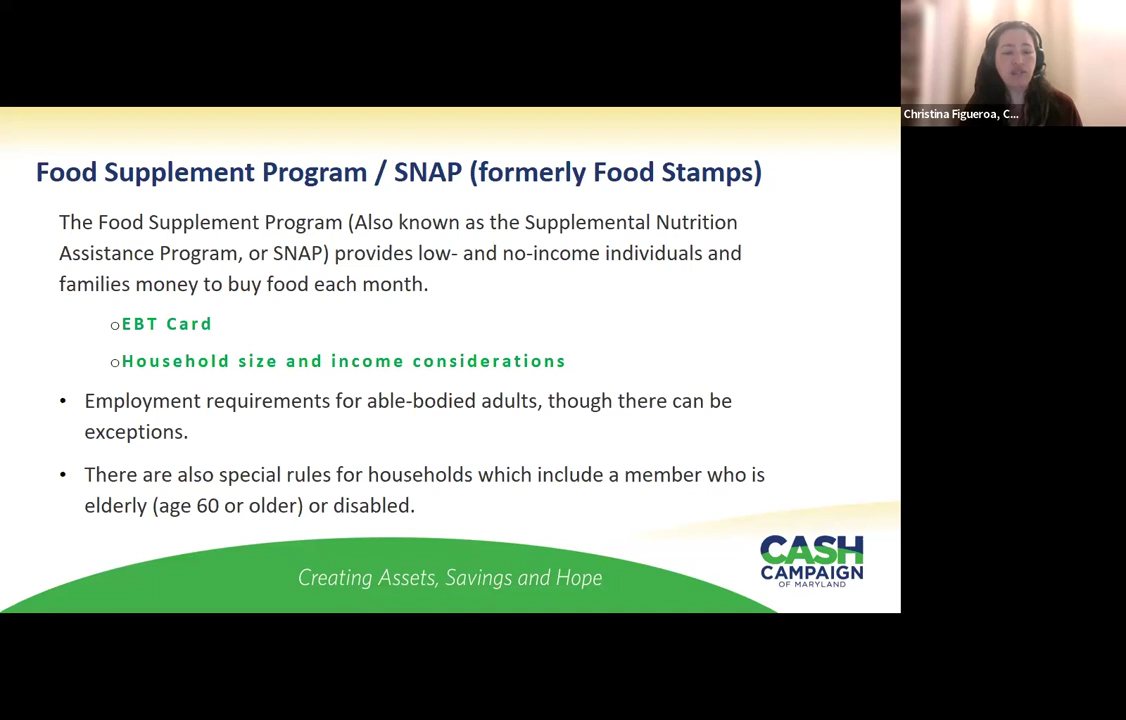 Christina Figueroa, C...
Food Supplement Program / SNAP (formerly Food Stamps)
The Food Supplement Program (Also known as the Supplemental Nutrition
Assistance Program, or SNAP) provides low- and no-income individuals and
families money to buy food each month.
oEBT Card
oHousehold size and income considerations
• Employment requirements for able-bodied adults, though there can be
exceptions.
• There are also special rules for households which include a member who is
elderly (age 60 or older) or disabled.
Creating Assets, Savings and Hope
CASH
CAMPAIGN
OF MARYLAND